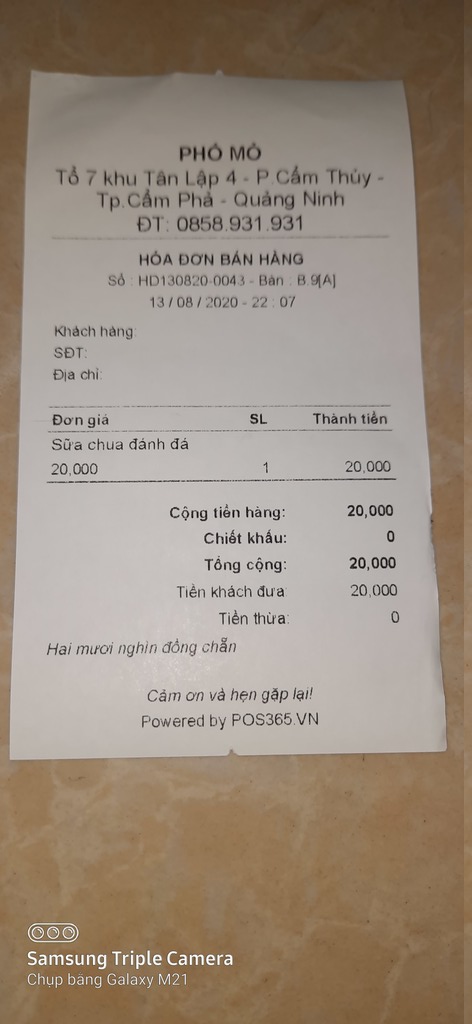 PHỐ MỎ
Tổ 7 khu Tân Lập 4 - P.Cẩm Thủy -
Tp.Cẩm Phả - Quảng Ninh
ĐT: 0858.931.931
HÓA ĐƠN BÁN HÀNG
Số : HD130820-0043 - Bàn : B.9[A]
13 / 08 / 2020 - 22 : 07
Khách hàng:
SĐT:
Địa chỉ:
Đơn giá SL Thành tiền
Sữa chua đánh đá
20,000 1 20,000
Cộng tiền hàng: 20,000
Chiết khấu: 0
Tổng cộng: 20,000
Tiền khách đưa 20,000
Tiền thừa: 0
Hai mươi nghìn đồng chẵn
Cảm ơn và hẹn gặp lại!
Powered by POS365.VN
Samsung Triple Camera
Chụp bằng Galaxy M21